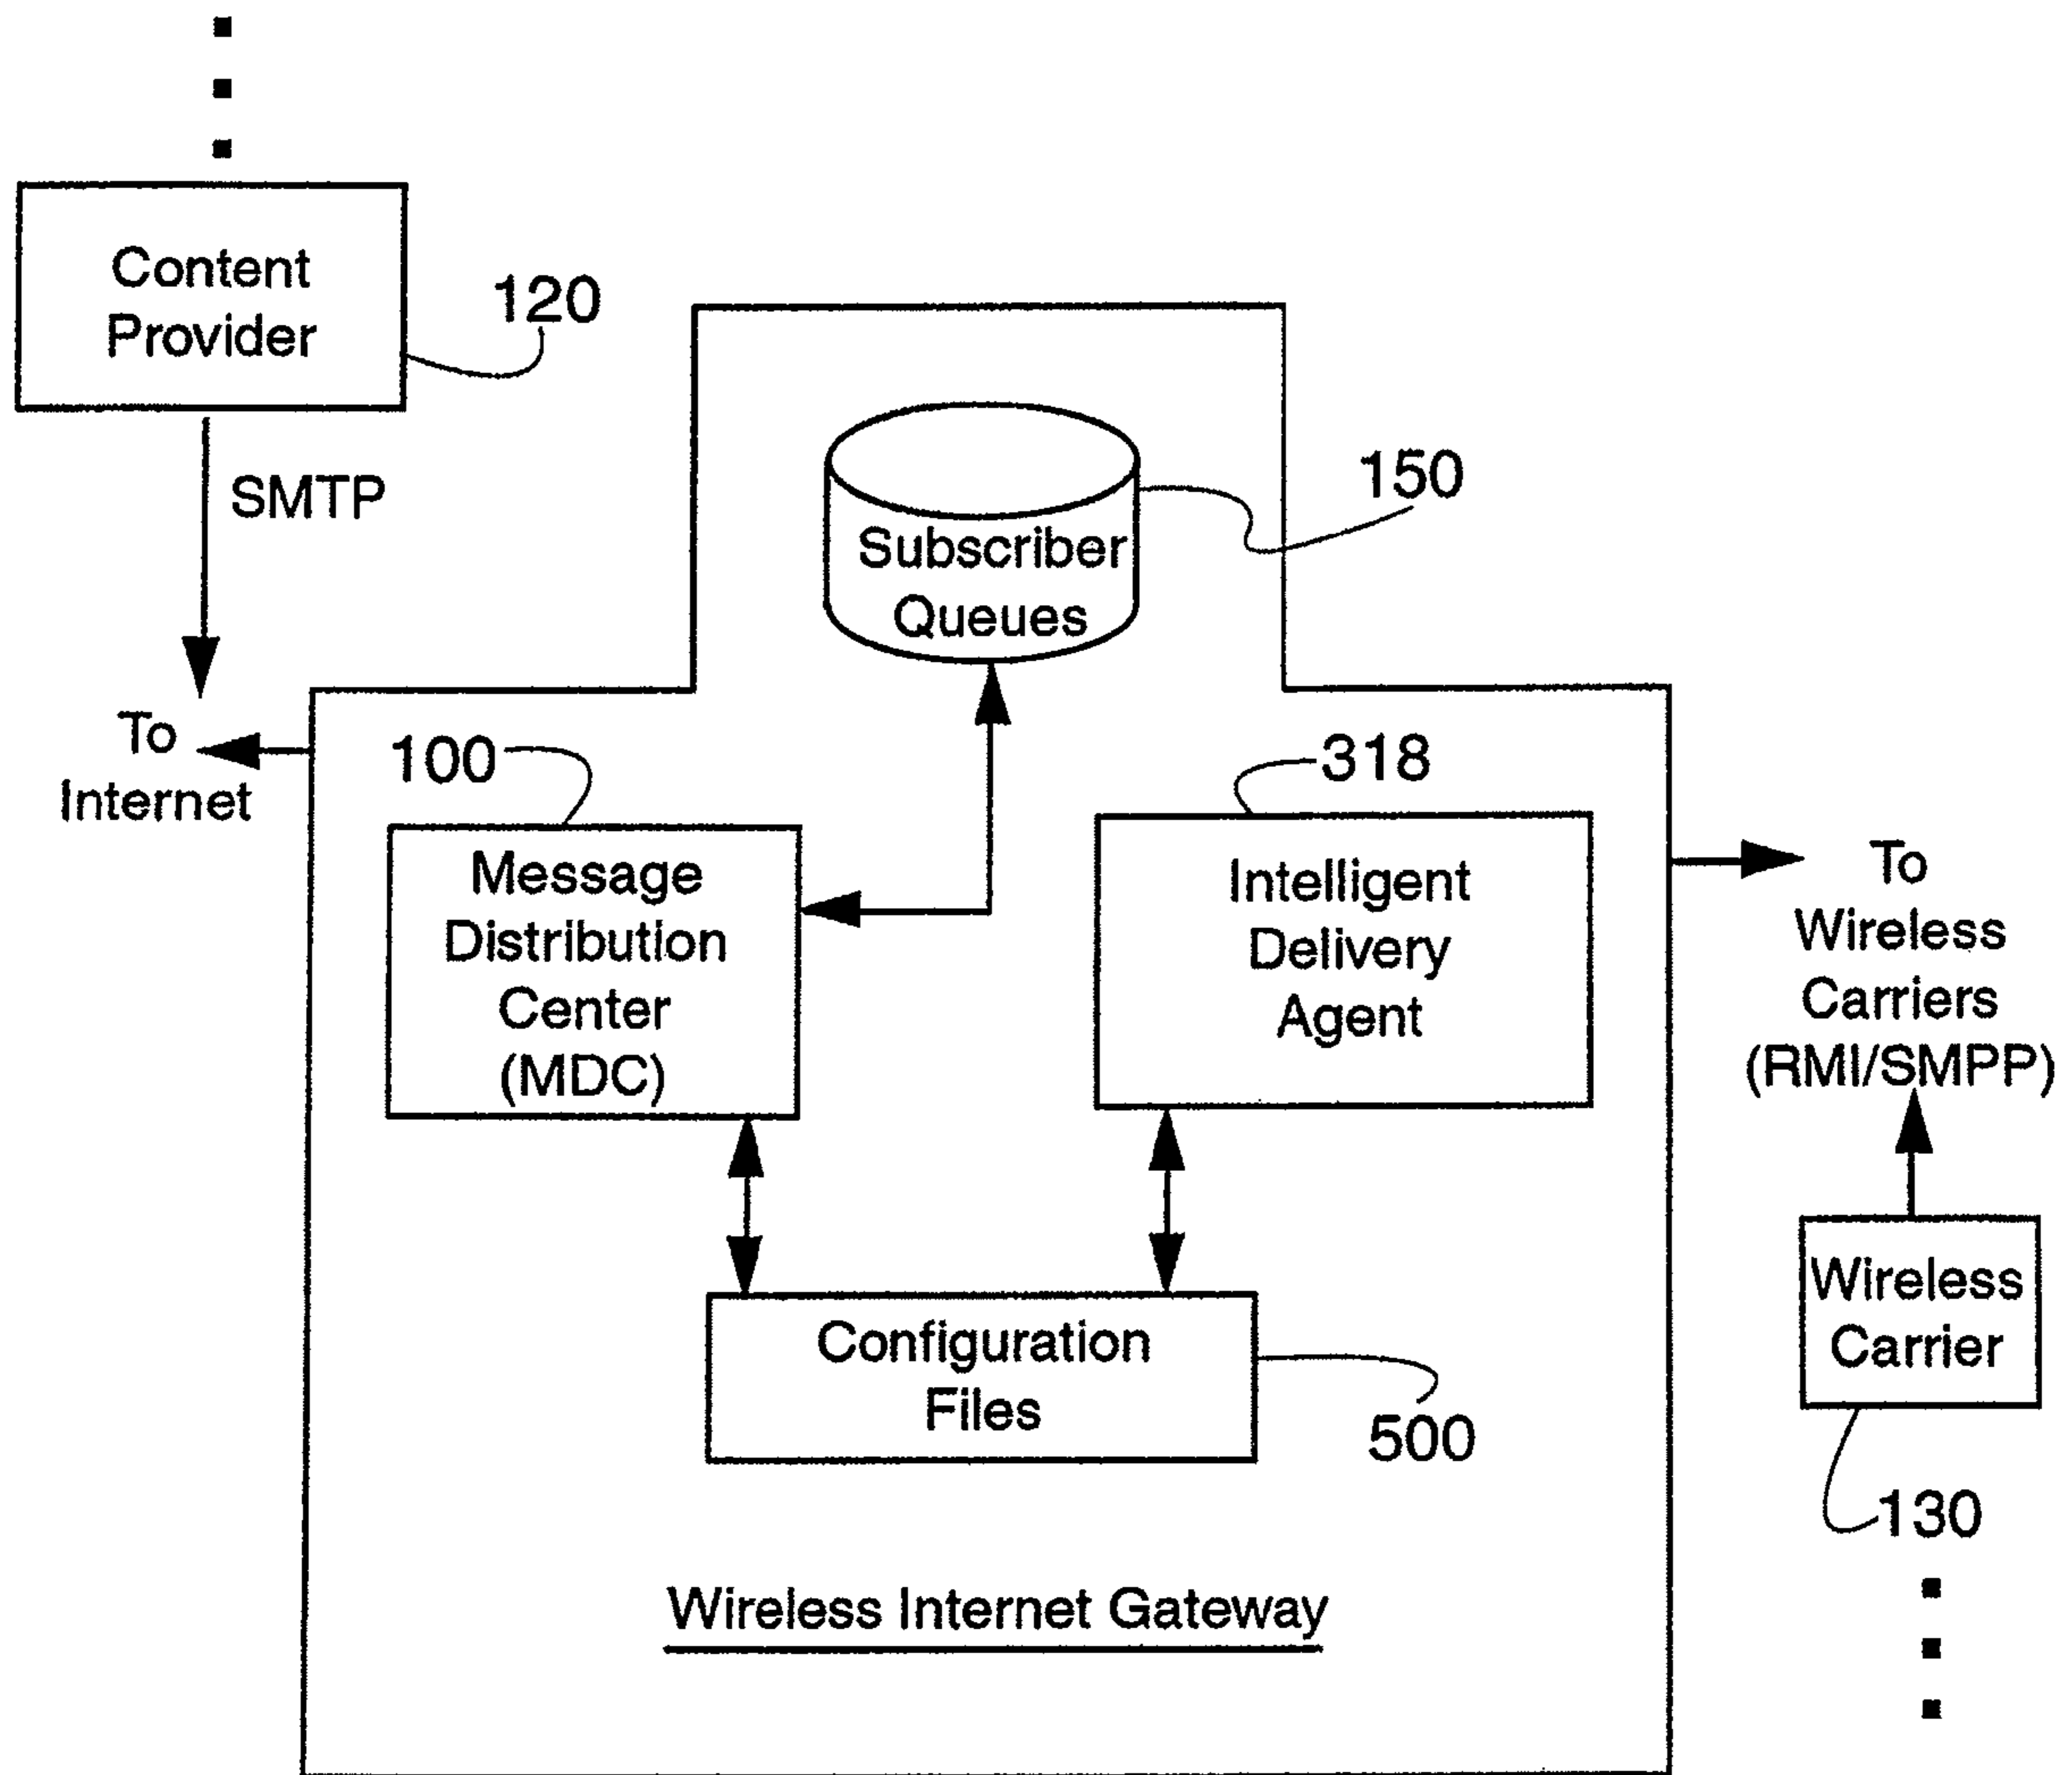 Content
Provider
120
SMTP
To
Internet
Subscriber
Queues
150
100
Message
Distribution
Center
(MDC)
318
Intelligent
Delivery
Agent
To
Wireless
Carriers
(RMI/SMPP)
Wireless
Carrier
130
Configuration
Files
500
Wireless Internet Gateway